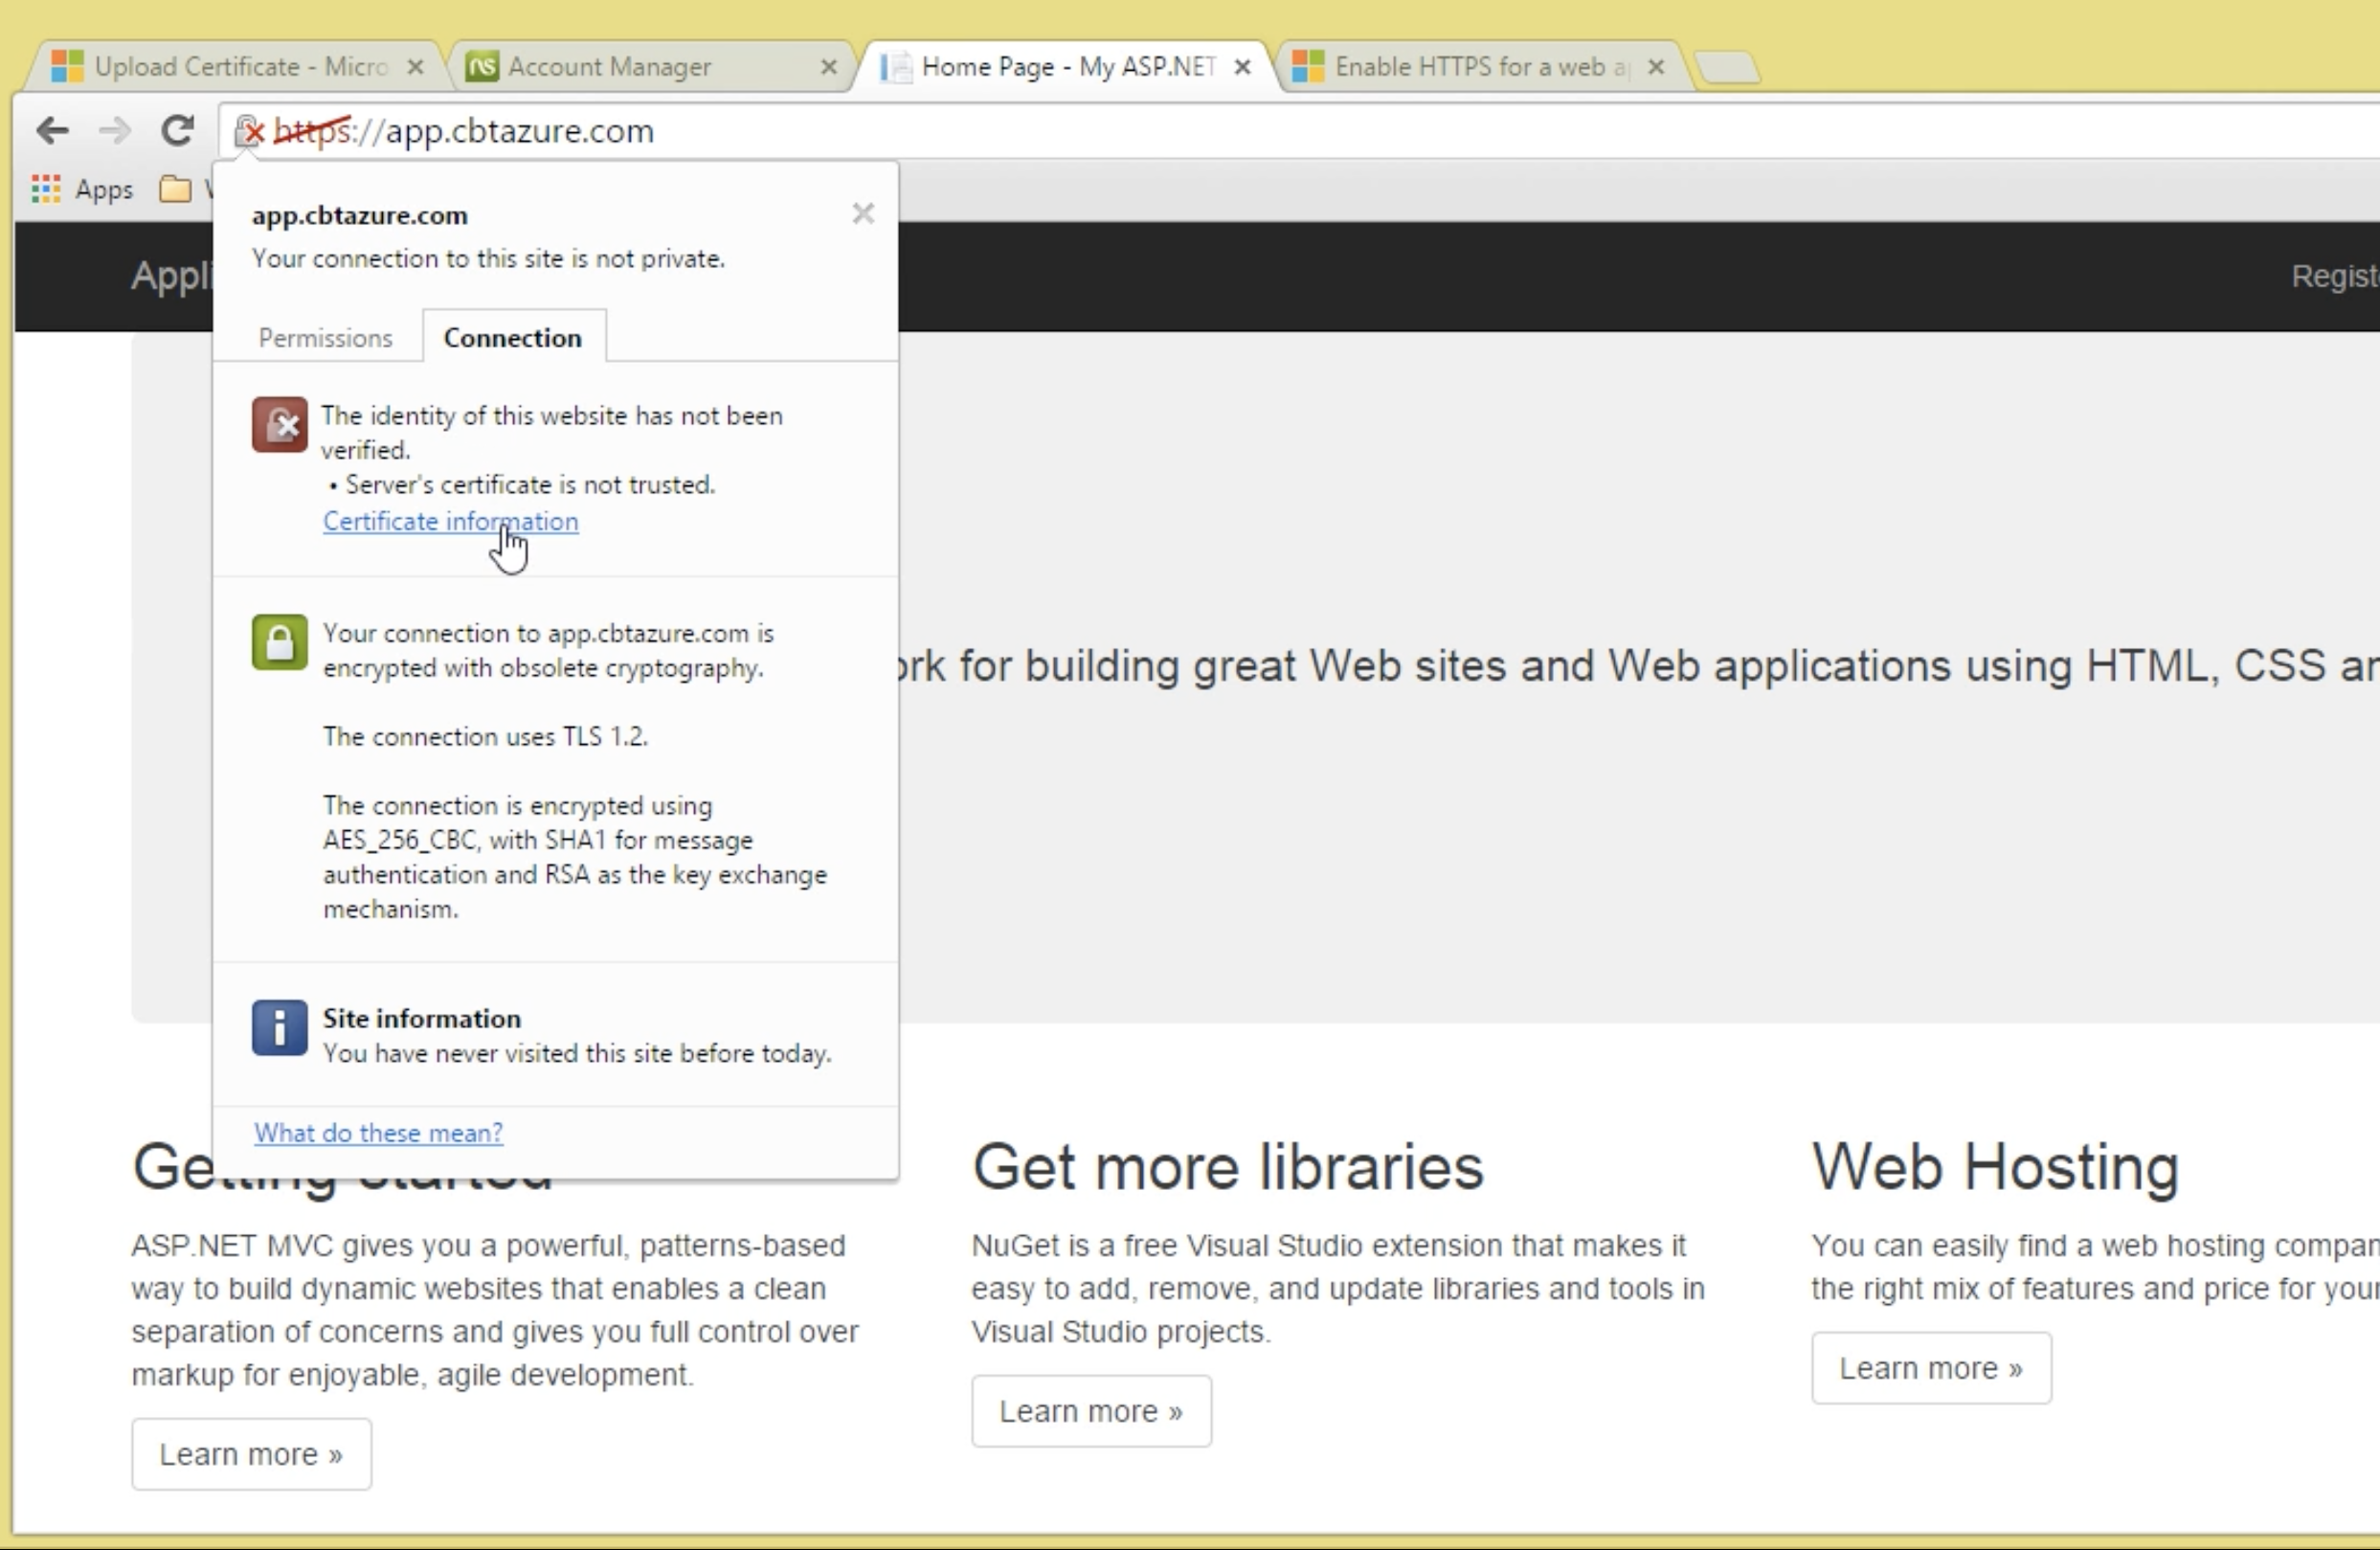 Upload Certificate - Micro
Account Manager
Home Page - My ASP.NET
Enable HTTPS for a web a
https://app.cbtazure.com
Apps
app.cbtazure.com
Your connection to this site is not private.
Appli
Regist
Permissions
Connection
The identity of this website has not been
verified.
• Server's certificate is not trusted.
Certificate information
Your connection to app.cbtazure.com is
encrypted with obsolete cryptography.
ork for building great Web sites and Web applications using HTML, CSS an
The connection uses TLS 1.2.
The connection is encrypted using
AES_256_CBC, with SHA1 for message
authentication and RSA as the key exchange
mechanism.
Site information
You have never visited this site before today.
What do these mean?
Getting started
ASP.NET MVC gives you a powerful, patterns-based
way to build dynamic websites that enables a clean
separation of concerns and gives you full control over
markup for enjoyable, agile development.
Learn more »
Get more libraries
NuGet is a free Visual Studio extension that makes it
easy to add, remove, and update libraries and tools in
Visual Studio projects.
Learn more »
Web Hosting
You can easily find a web hosting compan
the right mix of features and price for your
Learn more »